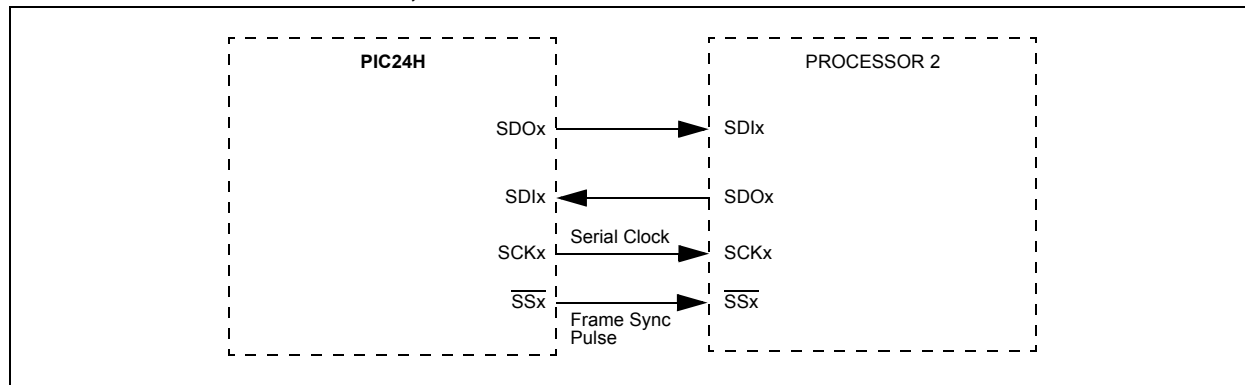 PIC24H
PROCESSOR 2
SDOx
SDIx
SDIx
SDOx
Serial Clock
SCKx
SCKx
SSx
SSx
Frame Sync
Pulse